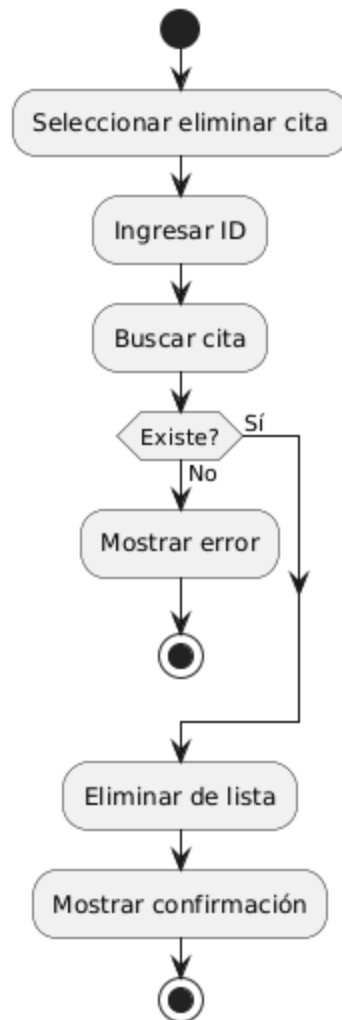 Seleccionar eliminar cita
Ingresar ID
Buscar cita
Existe?
Sí
No
Mostrar error
Eliminar de lista
Mostrar confirmación